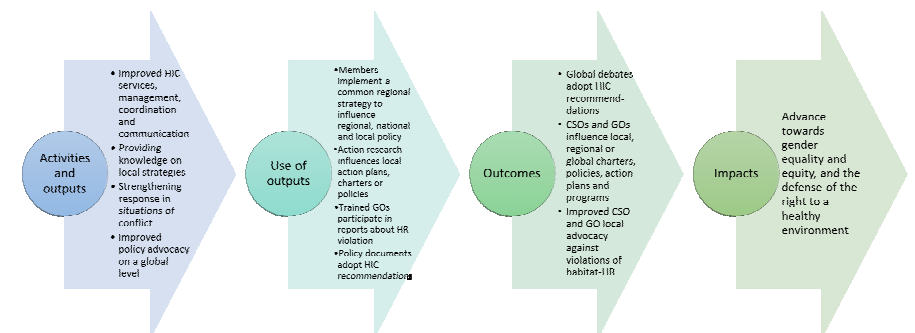 Activities
and
outputs
• Improved HIC
services,
management,
coordination
and
communication
• Providing
knowledge on
local strategies
• Strengthening
response in
situations of
conflict
• Improved
policy advocacy
on a global
level
Use of
outputs
•Members
implement a
common regional
strategy to
influence
regional, national
and local policy
•Action research
influences local
action plans,
charters or
policies
•Trained GOs
participate in
reports about HR
violation
•Policy documents
adopt HIC
recommendations
Outcomes
• Global debates
adopt HIC
recommend-
dations
• CSOs and GOs
influence local,
regional or
global charters,
policies, action
plans and
programs
• Improved CSO
and GO local
advocacy
against
violations of
habitat-HR
Impacts
Advance
towards
gender
equality and
equity, and the
defense of the
right to a
healthy
environment